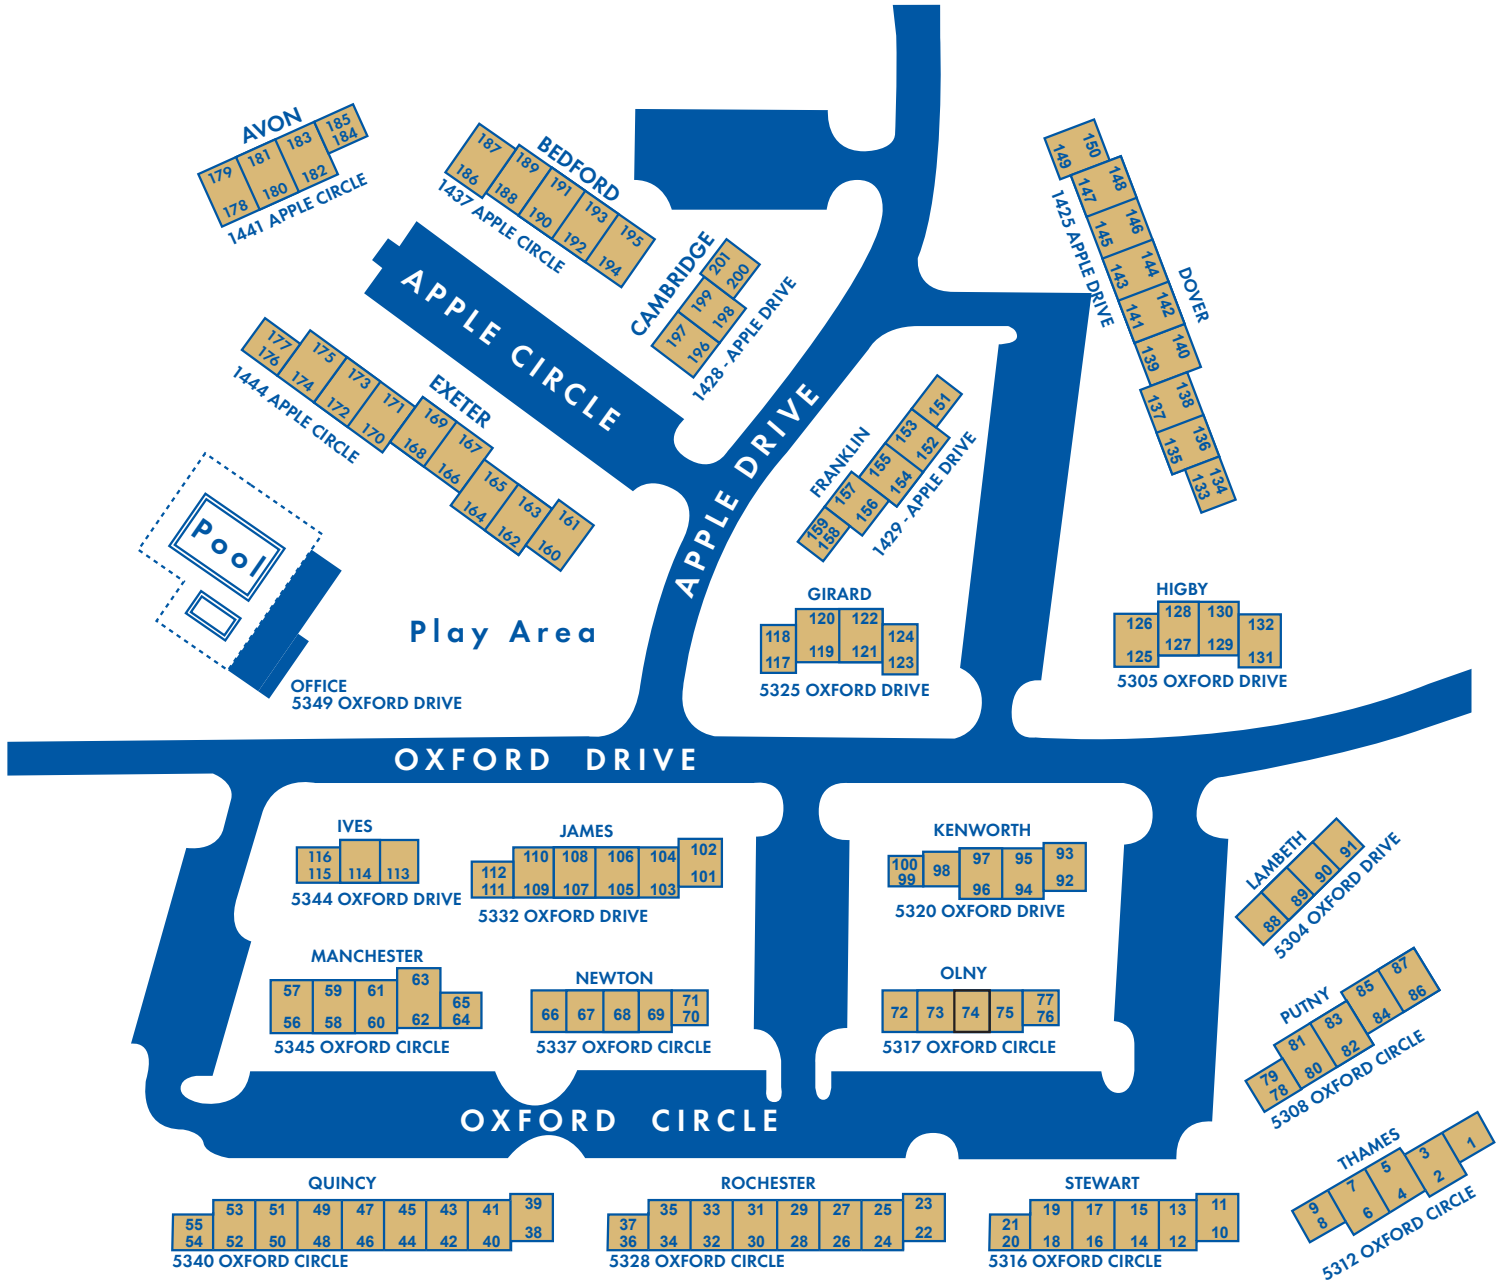 AVON
185
184
183
182
181
180
179
178
1441 APPLE CIRCLE
BEDFORD
187
186
189
188
191
190
193
192
195
194
1437 APPLE CIRCLE
CAMBRIDGE
201
200
199
198
197
196
1428 - APPLE DRIVE
DOVER
150
149
148
147
146
145
144
143
142
141
140
139
138
137
136
135
134
133
1425 APPLE DRIVE
APPLE CIRCLE
EXETER
177
176
175
174
173
172
171
170
169
168
167
166
165
164
163
162
161
160
1444 APPLE CIRCLE
APPLE DRIVE
FRANKLIN
151
153
152
155
154
157
156
159
158
1429 - APPLE DRIVE
Pool
Play Area
OFFICE
5349 OXFORD DRIVE
GIRARD
118 120 122 124
117 119 121 123
5325 OXFORD DRIVE
HIGBY
126 128 130 132
125 127 129 131
5305 OXFORD DRIVE
OXFORD DRIVE
IVES
116
115 114 113
5344 OXFORD DRIVE
JAMES
112 110 108 106 104 102
111 109 107 105 103 101
5332 OXFORD DRIVE
KENWORTH
100 97 95 93
99 98 96 94 92
5320 OXFORD DRIVE
LAMBETH
88 89 90 91
5304 OXFORD DRIVE
MANCHESTER
57 59 61 63 65
56 58 60 62 64
5345 OXFORD CIRCLE
NEWTON
66 67 68 69 71
70
5337 OXFORD CIRCLE
OLNY
72 73 74 75 77
76
5317 OXFORD CIRCLE
PUTNY
79 81 83 85 87
78 80 82 84 86
5308 OXFORD CIRCLE
OXFORD CIRCLE
THAMES
9 7 5 3 1
8 6 4 2
5312 OXFORD CIRCLE
QUINCY
55 53 51 49 47 45 43 41 39
54 52 50 48 46 44 42 40 38
5340 OXFORD CIRCLE
ROCHESTER
37 35 33 31 29 27 25 23
36 34 32 30 28 26 24 22
5328 OXFORD CIRCLE
STEWART
21 19 17 15 13 11
20 18 16 14 12 10
5316 OXFORD CIRCLE